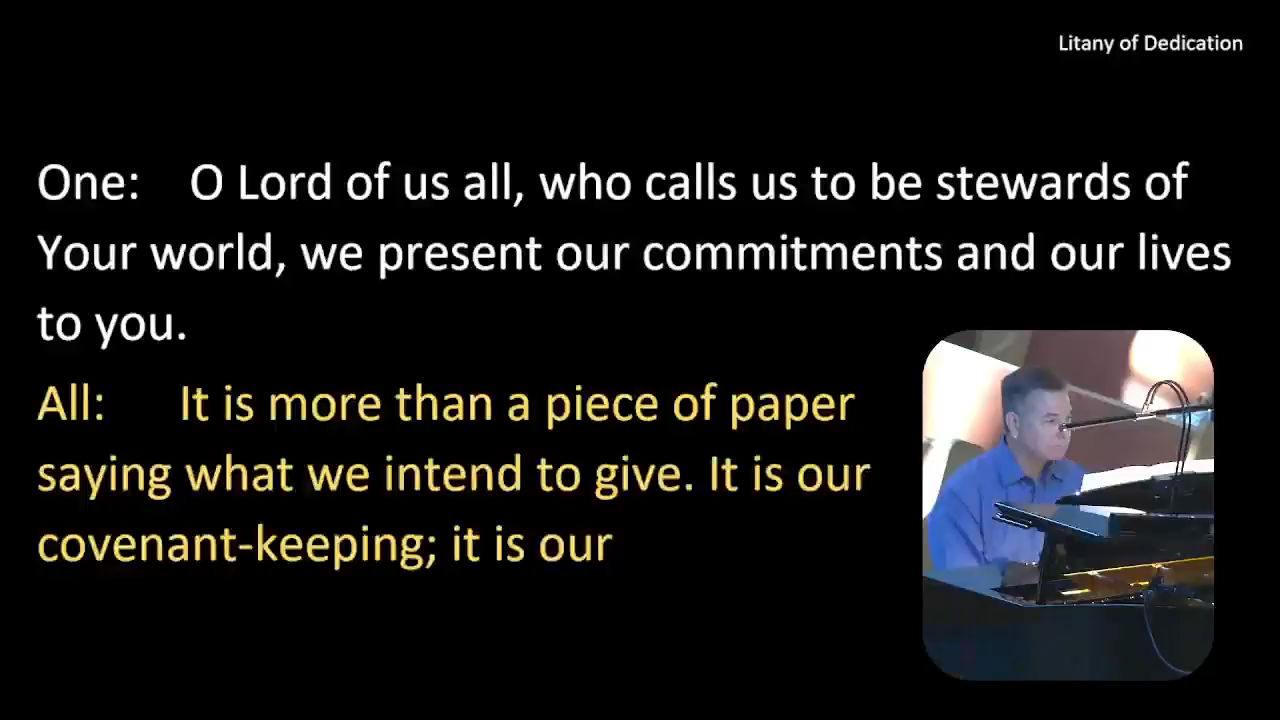 Litany of Dedication
One: O Lord of us all, who calls us to be stewards of
Your world, we present our commitments and our lives
to you.
All: It is more than a piece of paper
saying what we intend to give. It is our
covenant-keeping; it is our